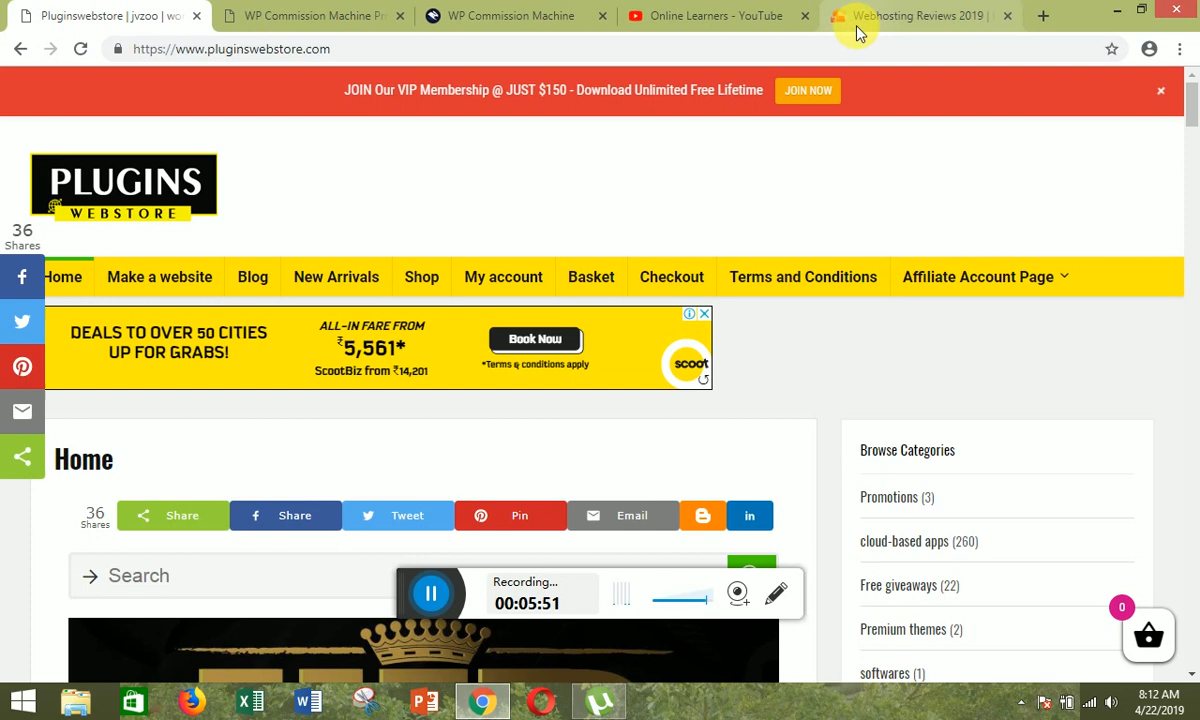 Pluginswebstore | jvzoo | wo
WP Commission Machine Pr
WP Commission Machine
Online Learners - YouTube
Webhosting Reviews 2019 |
https://www.pluginswebstore.com
JOIN Our VIP Membership @ JUST $150 - Download Unlimited Free Lifetime
JOIN NOW
PLUGINS
WEBSTORE
36
Shares
Home
Make a website
Blog
New Arrivals
Shop
My account
Basket
Checkout
Terms and Conditions
Affiliate Account Page
DEALS TO OVER 50 CITIES
UP FOR GRABS!
ALL-IN FARE FROM
₹5,561*
ScootBiz from ₹14,201
Book Now
*Terms & conditions apply
scoot
Home
36
Shares
Share
Share
Tweet
Pin
Email
Search
Browse Categories
Promotions (3)
cloud-based apps (260)
Free giveaways (22)
Premium themes (2)
softwares (1)
0
Recording...
00:05:51
8:12 AM
4/22/2019